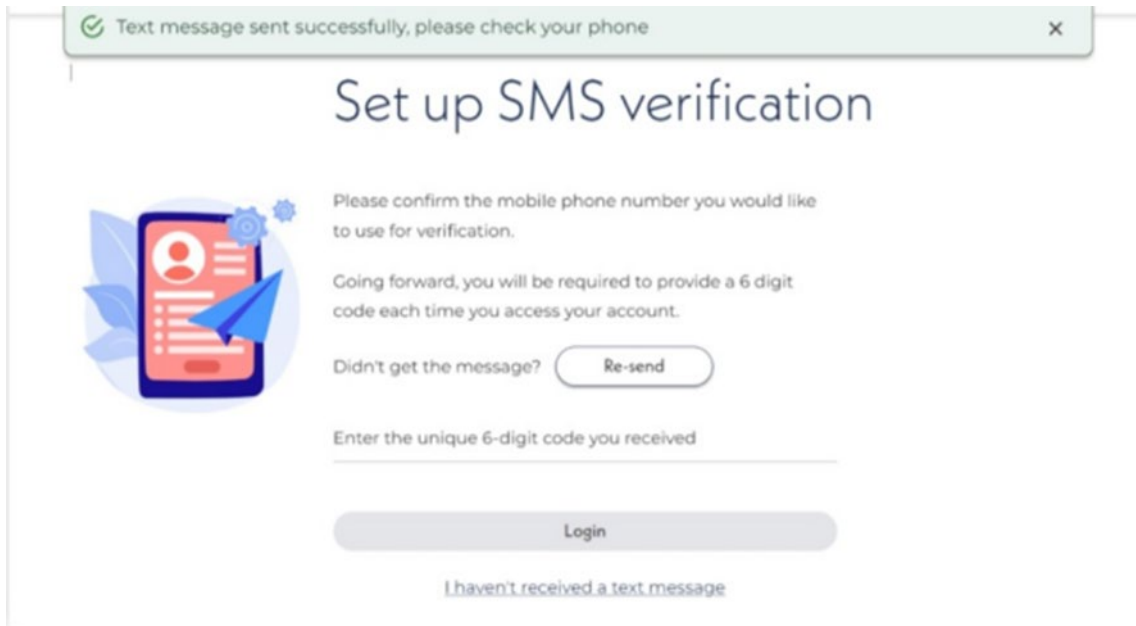 Text message sent successfully, please check your phone
Set up SMS verification
Please confirm the mobile phone number you would like
to use for verification.
Going forward, you will be required to provide a 6 digit
code each time you access your account.
Didn't get the message? Re-send
Enter the unique 6-digit code you received
Login
I haven't received a text message